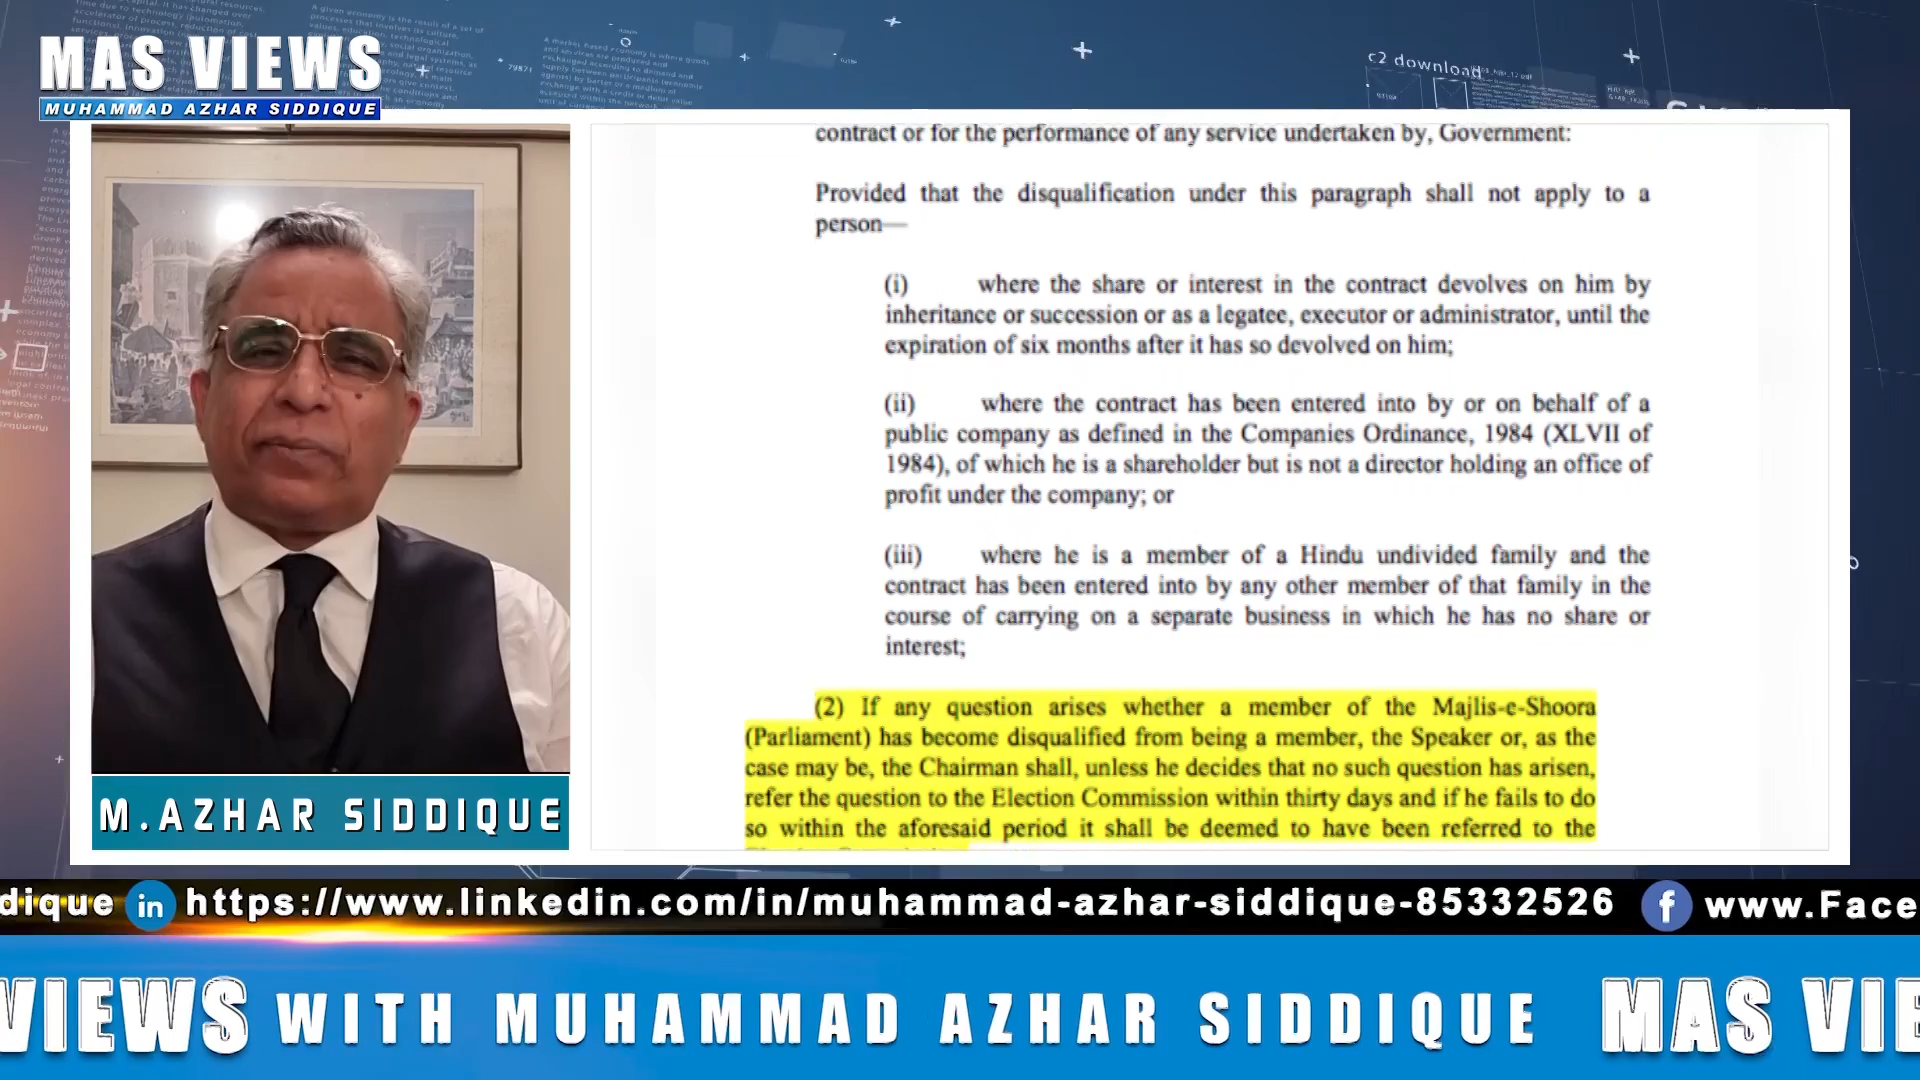 MAS VIEWS
MUHAMMAD AZHAR SIDDIQUE
c2 download
79871
contract or for the performance of any service undertaken by, Government:
Provided that the disqualification under this paragraph shall not apply to a
person—
(i) where the share or interest in the contract devolves on him by
inheritance or succession or as a legatee, executor or administrator, until the
expiration of six months after it has so devolved on him;
(ii) where the contract has been entered into by or on behalf of a
public company as defined in the Companies Ordinance, 1984 (XLVII of
1984), of which he is a shareholder but is not a director holding an office of
profit under the company; or
(iii) where he is a member of a Hindu undivided family and the
contract has been entered into by any other member of that family in the
course of carrying on a separate business in which he has no share or
interest;
(2) If any question arises whether a member of the Majlis-e-Shoora
(Parliament) has become disqualified from being a member, the Speaker or, as the
case may be, the Chairman shall, unless he decides that no such question has arisen,
refer the question to the Election Commission within thirty days and if he fails to do
so within the aforesaid period it shall be deemed to have been referred to the
M.AZHAR SIDDIQUE
dique in https://www.linkedin.com/in/muhammad-azhar-siddique-85332526 f www.Face
VIEWS WITH MUHAMMAD AZHAR SIDDIQUE MAS VIE